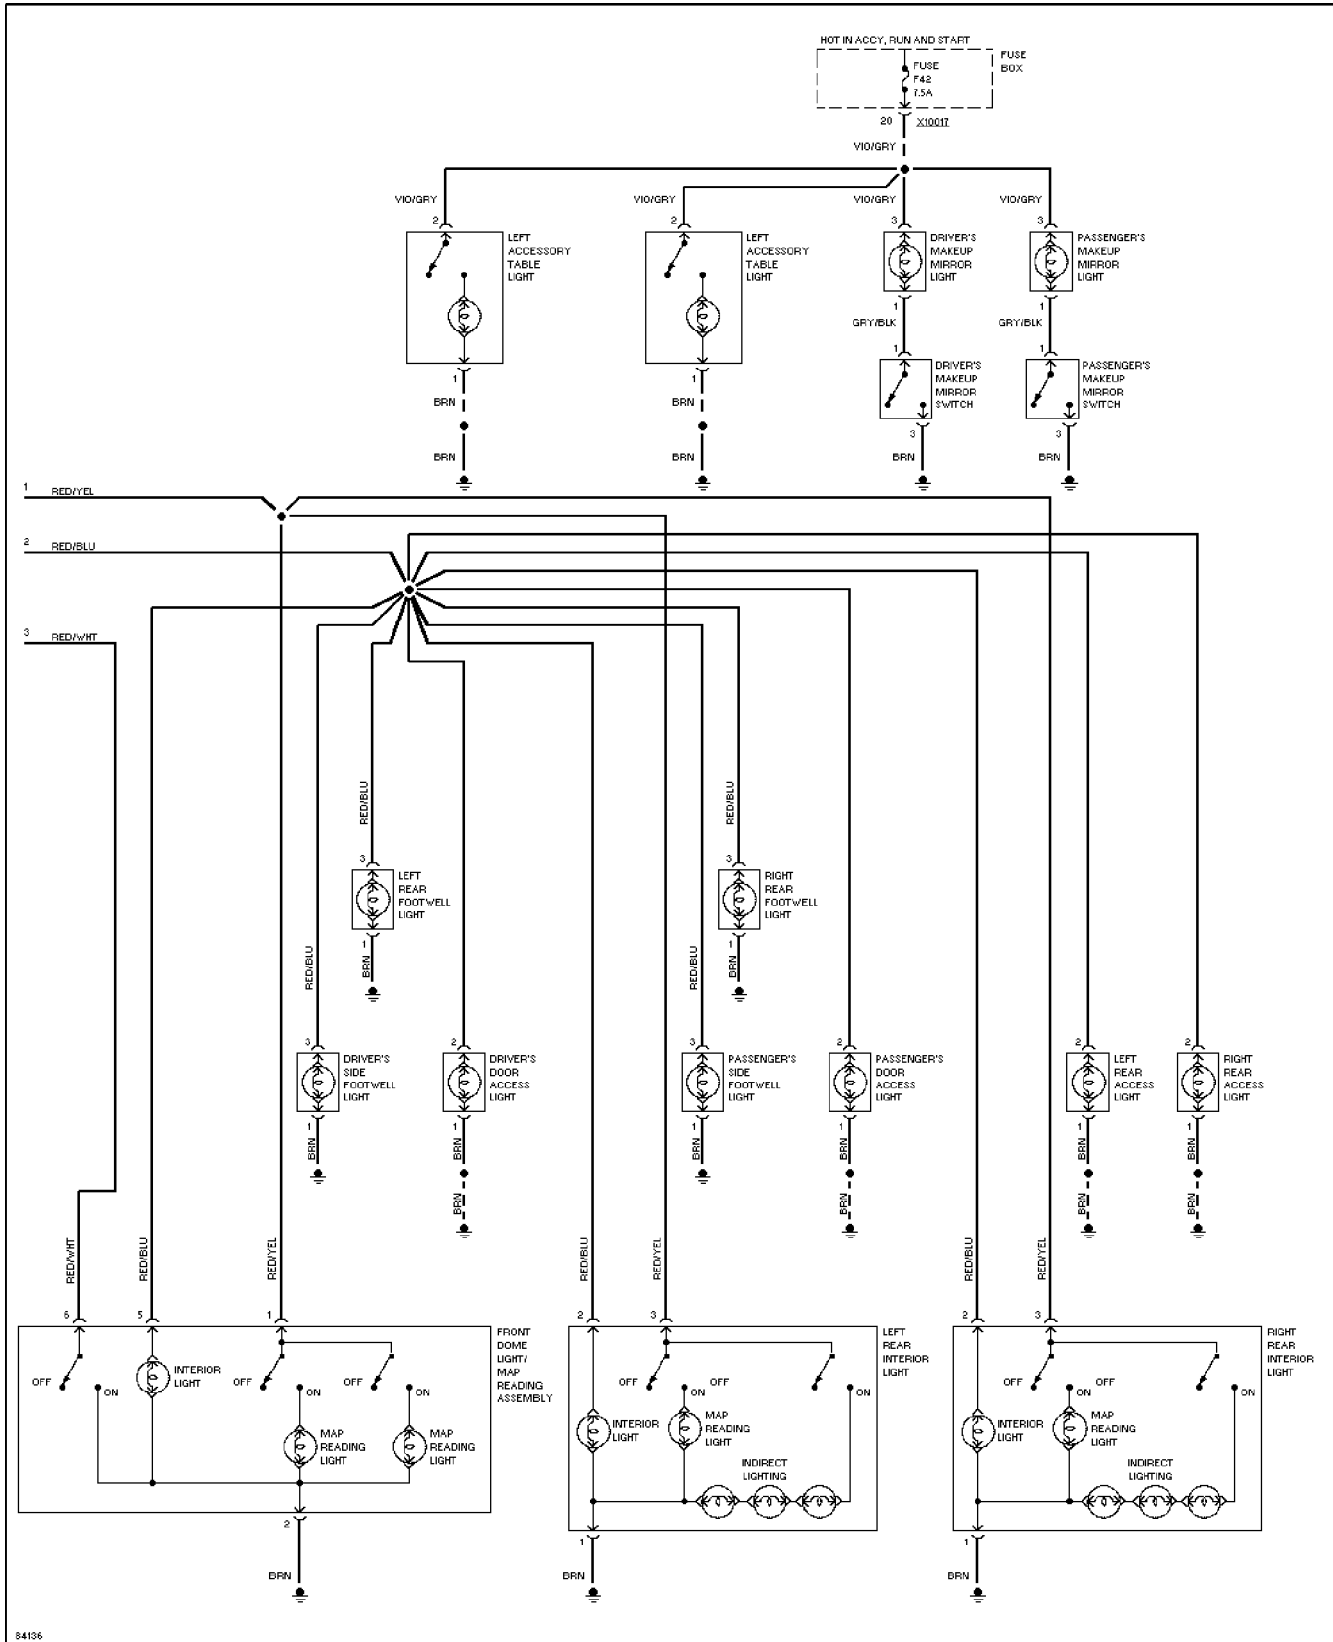 HOT IN ACCY, RUN AND START
FUSE
BOX
FUSE
F42
7.5A
20 X10017
VIO/GRY
VIO/GRY
VIO/GRY
VIO/GRY
VIO/GRY
2
2
3
3
LEFT
ACCESSORY
TABLE
LIGHT
LEFT
ACCESSORY
TABLE
LIGHT
DRIVER'S
MAKEUP
MIRROR
LIGHT
PASSENGER'S
MAKEUP
MIRROR
LIGHT
1
1
GRY/BLK
GRY/BLK
1
1
DRIVER'S
MAKEUP
MIRROR
SWITCH
PASSENGER'S
MAKEUP
MIRROR
SWITCH
1
1
BRN
BRN
3
3
BRN
BRN
BRN
BRN
1 RED/YEL
2 RED/BLU
3 RED/WHT
RED/BLU
RED/BLU
3
LEFT
REAR
FOOTWELL
LIGHT
3
RIGHT
REAR
FOOTWELL
LIGHT
1
BRN
1
BRN
RED/BLU
RED/BLU
3
DRIVER'S
SIDE
FOOTWELL
LIGHT
2
DRIVER'S
DOOR
ACCESS
LIGHT
3
PASSENGER'S
SIDE
FOOTWELL
LIGHT
2
PASSENGER'S
DOOR
ACCESS
LIGHT
2
LEFT
REAR
ACCESS
LIGHT
2
RIGHT
REAR
ACCESS
LIGHT
1
1
1
1
1
1
BRN
BRN
BRN
BRN
BRN
BRN
BRN
BRN
BRN
BRN
RED/WHT
RED/BLU
RED/YEL
RED/BLU
RED/YEL
RED/BLU
RED/YEL
6
5
1
2
3
2
3
FRONT
DOME
LIGHT/
MAP
READING
ASSEMBLY
LEFT
REAR
INTERIOR
LIGHT
RIGHT
REAR
INTERIOR
LIGHT
OFF
ON
INTERIOR
LIGHT
OFF
ON
OFF
ON
MAP
READING
LIGHT
MAP
READING
LIGHT
OFF
ON
OFF
ON
INTERIOR
LIGHT
MAP
READING
LIGHT
INDIRECT
LIGHTING
OFF
ON
OFF
ON
INTERIOR
LIGHT
MAP
READING
LIGHT
INDIRECT
LIGHTING
2
1
1
BRN
BRN
BRN
84136